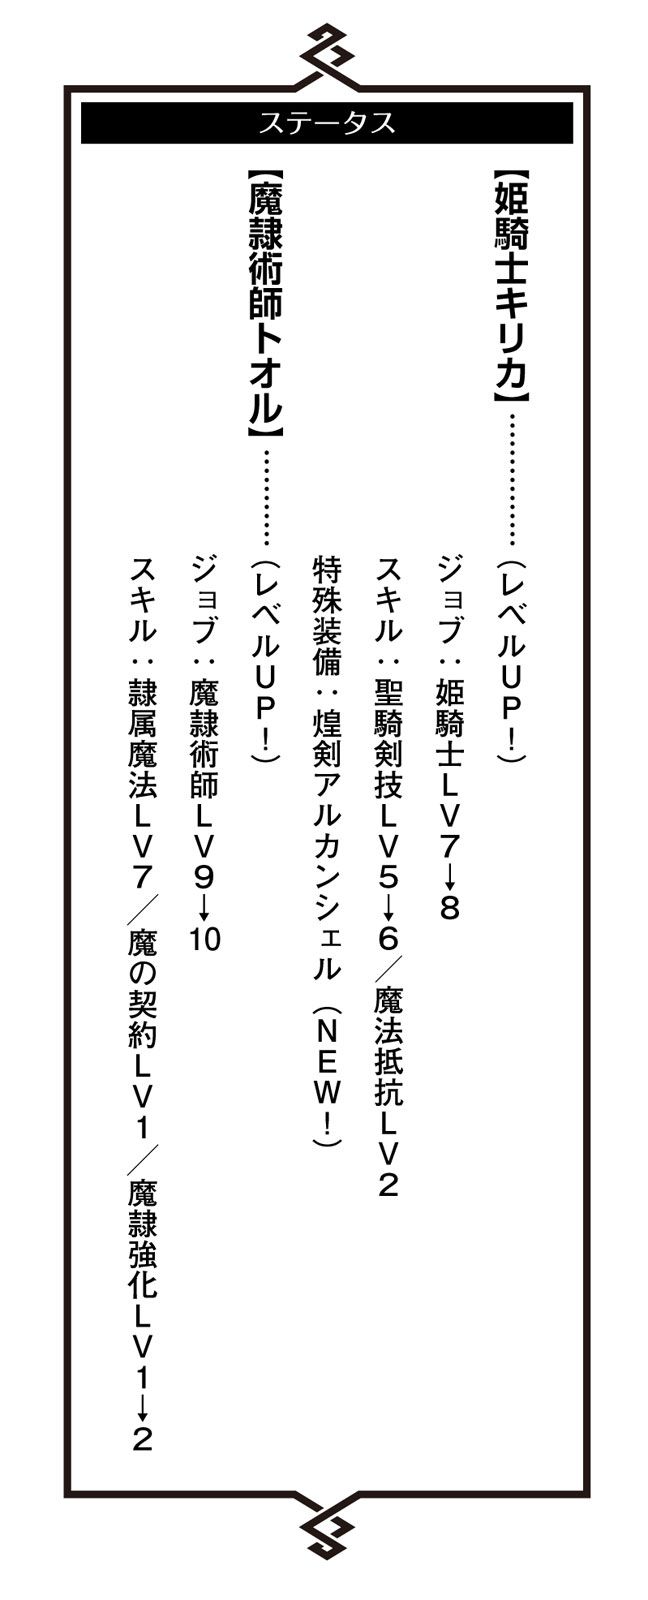 ステータス
【姫騎士キリカ】……………（レベルUP！）
ジョブ：姫騎士LV7→8
スキル：聖騎剣技LV5→6／魔法抵抗LV2
特殊装備：煌剣アルカンシェル（NEW！）
【魔隷術師トオル】…………（レベルUP！）
ジョブ：魔隷術師LV9→10
スキル：隷属魔法LV7／魔の契約LV1／魔隷強化LV1→2